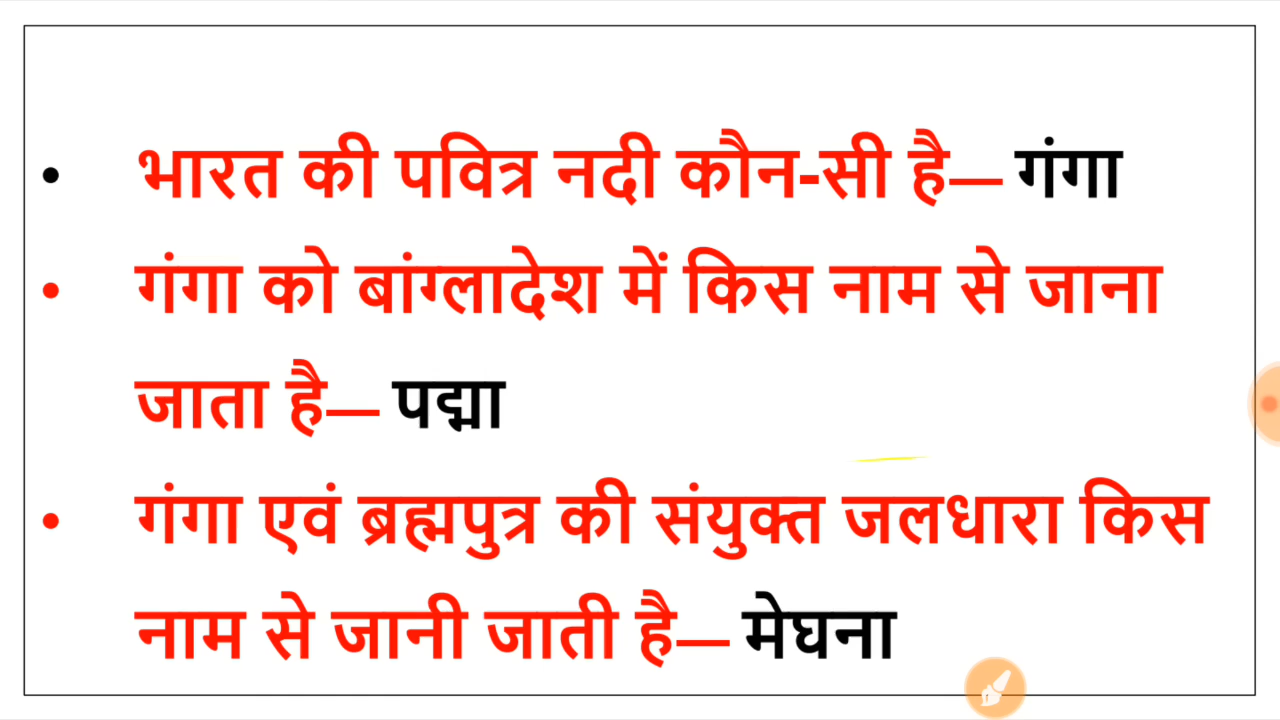 • भारत की पवित्र नदी कौन-सी है— गंगा
• गंगा को बांग्लादेश में किस नाम से जाना
जाता है— पद्मा
• गंगा एवं ब्रह्मपुत्र की संयुक्त जलधारा किस
नाम से जानी जाती है— मेघना